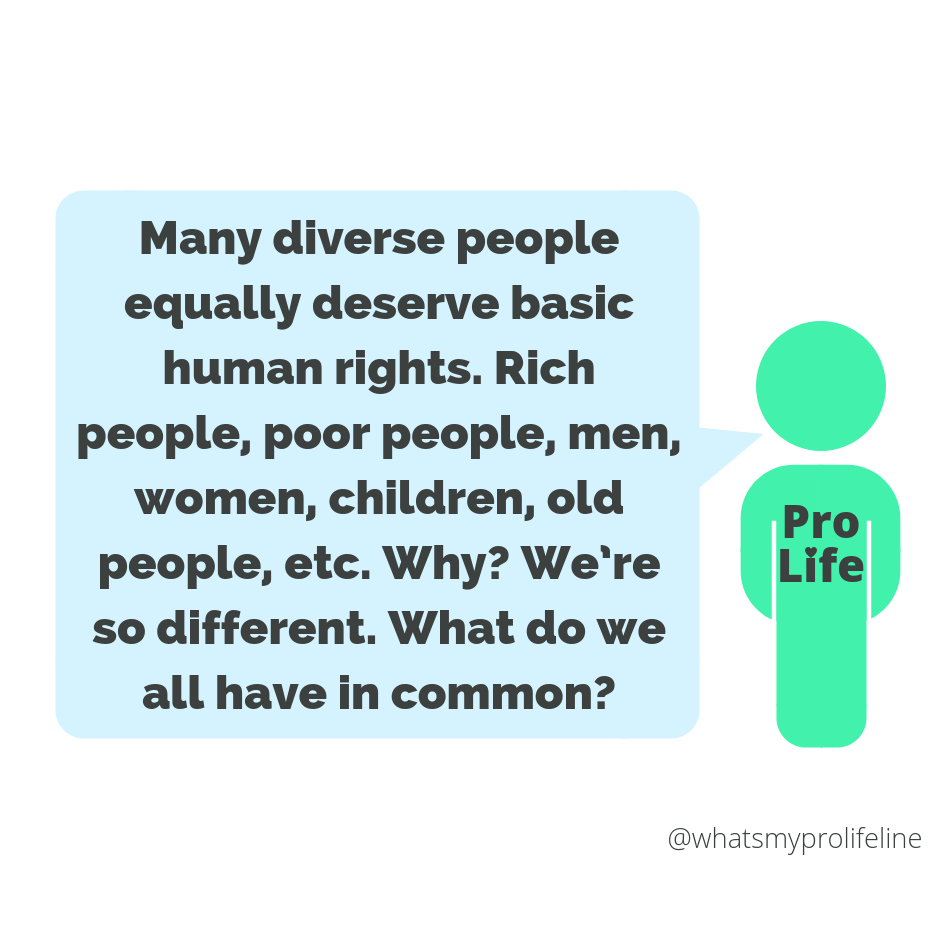 Many diverse people
equally deserve basic
human rights. Rich
people, poor people, men,
women, children, old
people, etc. Why? We’re
so different. What do we
all have in common?
Pro
Life
@whatsmyprolifeline